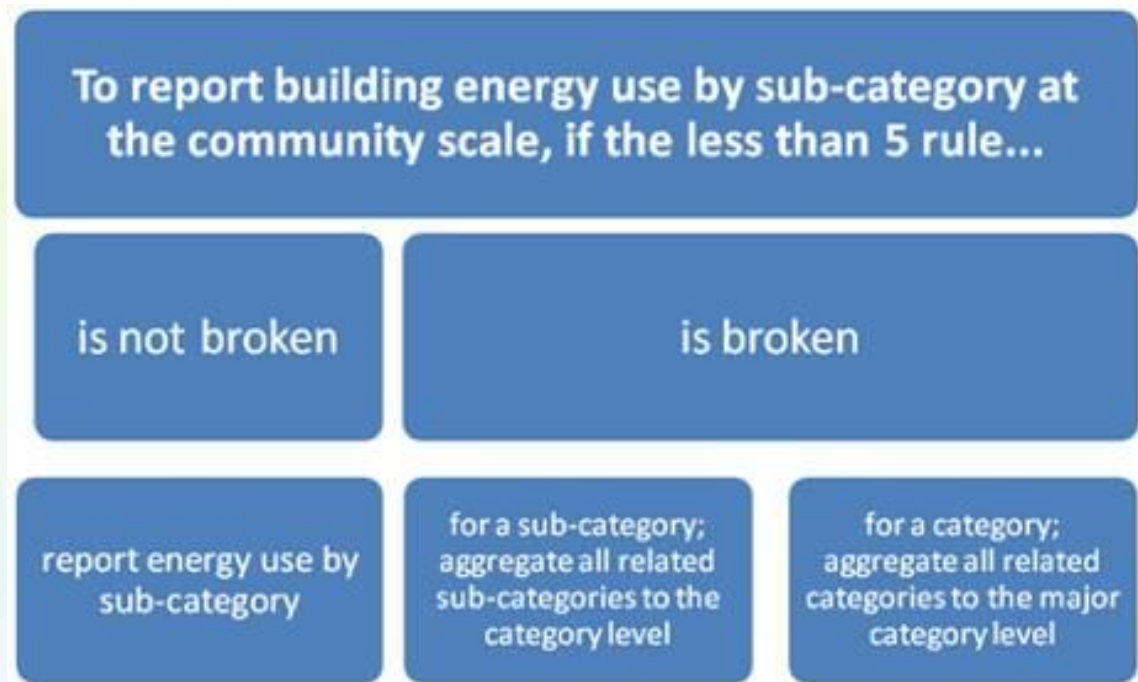 To report building energy use by sub-category at
the community scale, if the less than 5 rule...
is not broken
is broken
report energy use by
sub-category
for a sub-category;
aggregate all related
sub-categories to the
category level
for a category;
aggregate all related
categories to the major
category level